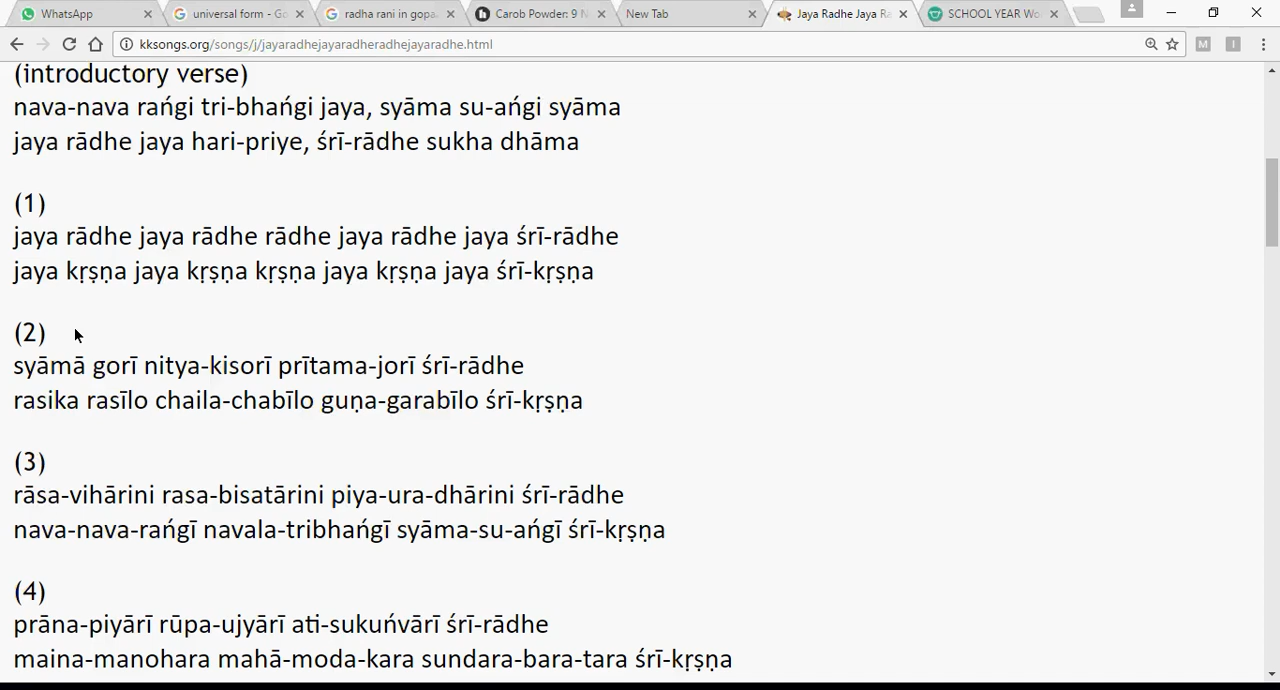 WhatsApp
universal form - Go
radha rani in gopa
Carob Powder: 9 N
New Tab
Jaya Radhe Jaya Ra
SCHOOL YEAR Wo
kksongs.org/songs/j/jayaradhejayaradheradhejayaradhe.html
M
I
(introductory verse)
nava-nava rańgi tri-bhańgi jaya, syāma su-ańgi syāma
jaya rādhe jaya hari-priye, śrī-rādhe sukha dhāma
(1)
jaya rādhe jaya rādhe rādhe jaya rādhe jaya śrī-rādhe
jaya kṛṣṇa jaya kṛṣṇa kṛṣṇa jaya kṛṣṇa jaya śrī-kṛṣṇa
(2)
syāmā gorī nitya-kisorī prītama-jorī śrī-rādhe
rasika rasīlo chaila-chabīlo guṇa-garabīlo śrī-kṛṣṇa
(3)
rāsa-vihārini rasa-bisatārini piya-ura-dhārini śrī-rādhe
nava-nava-rańgī navala-tribhańgī syāma-su-ańgī śrī-kṛṣṇa
(4)
prāna-piyārī rūpa-ujyārī ati-sukuńvārī śrī-rādhe
maina-manohara mahā-moda-kara sundara-bara-tara śrī-kṛṣṇa